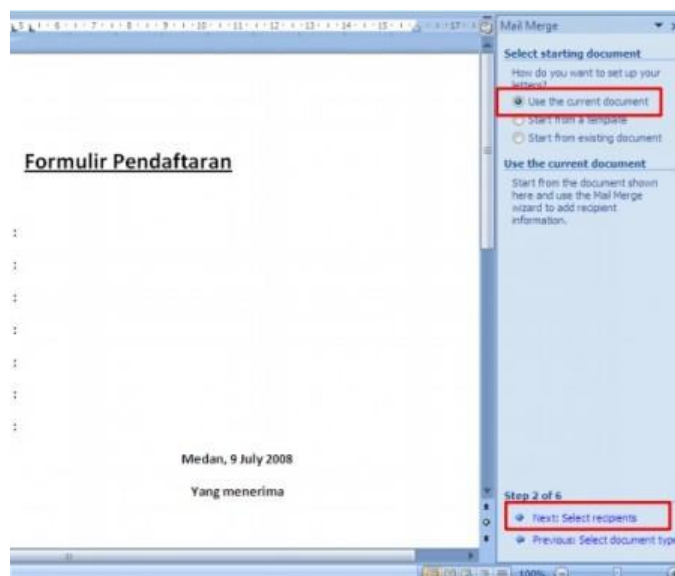 Mail Merge
Select starting document
How do you want to set up your
letters?
Use the current document
Start from a template
Start from existing document
Use the current document
Start from the document shown
here and use the Mail Merge
wizard to add recipient
information.
Formulir Pendaftaran
:
:
:
:
:
:
:
Medan, 9 July 2008
Yang menerima
Step 2 of 6
Next: Select recipients
Previous: Select document type
100%